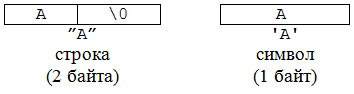 A \0 A
″A″ 'A'
строка символ
(2 байта) (1 байт)